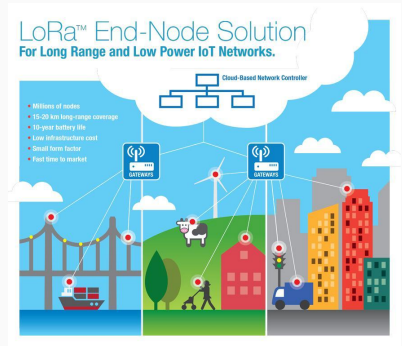 LoRa™ End-Node Solution
For Long Range and Low Power IoT Networks.
Cloud-Based Network Controller
• Millions of nodes
• 15-20 km long-range coverage
• 10-year battery life
• Low infrastructure cost
• Small form factor
• Fast time to market
GATEWAYS
GATEWAYS